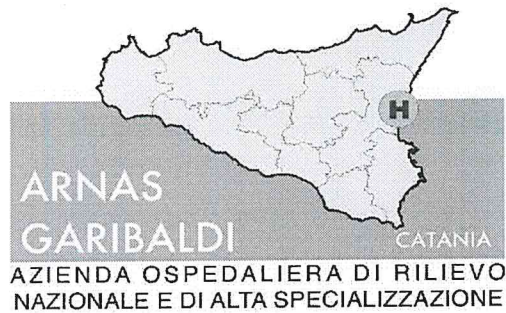 H
ARNAS
GARIBALDI
CATANIA
AZIENDA OSPEDALIERA DI RILIEVO
NAZIONALE E DI ALTA SPECIALIZZAZIONE